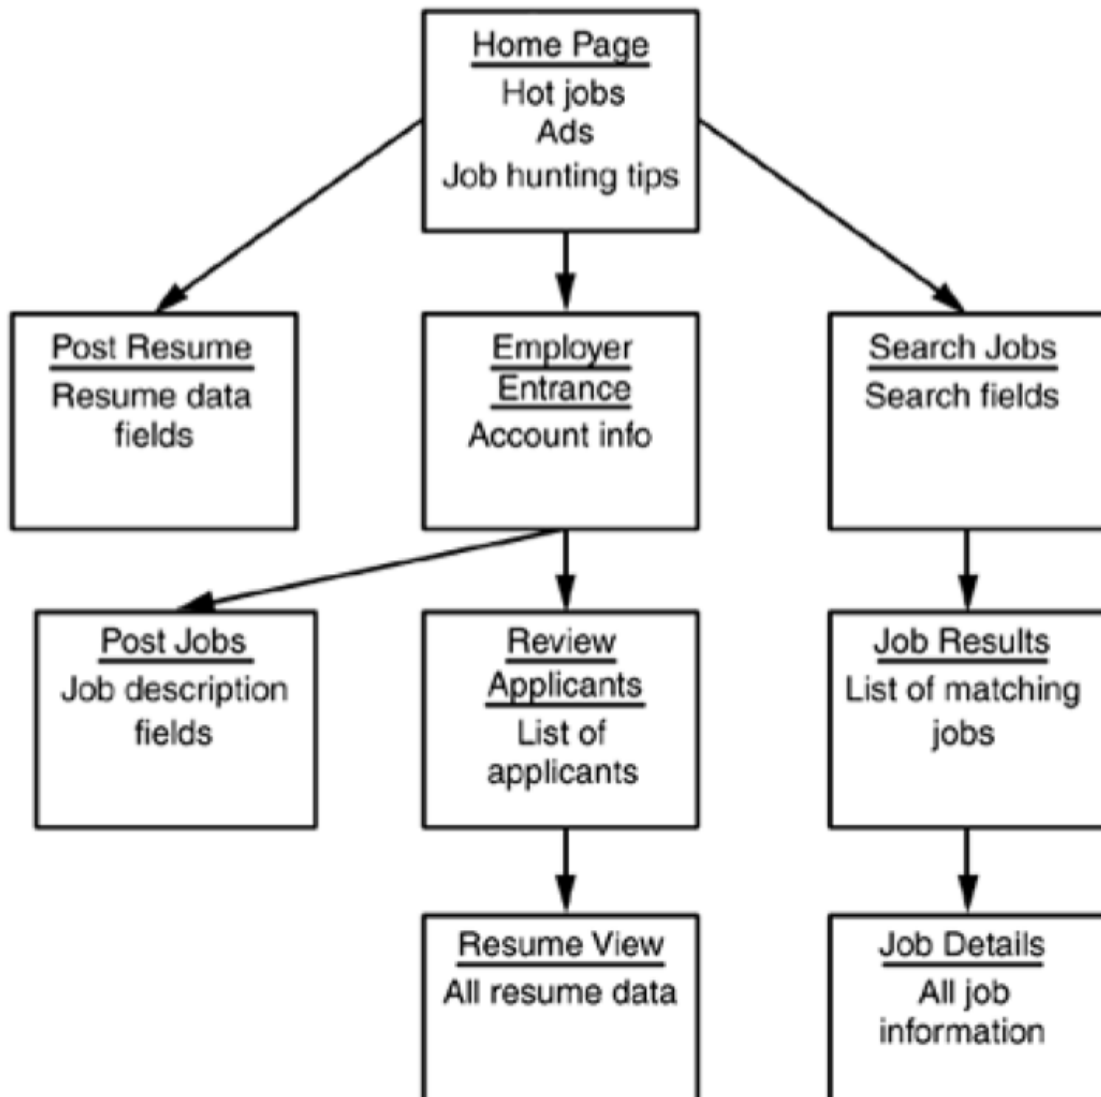 Home Page
Hot jobs
Ads
Job hunting tips
Post Resume
Resume data
fields
Employer
Entrance
Account info
Search Jobs
Search fields
Post Jobs
Job description
fields
Review
Applicants
List of
applicants
Job Results
List of matching
jobs
Resume View
All resume data
Job Details
All job
information